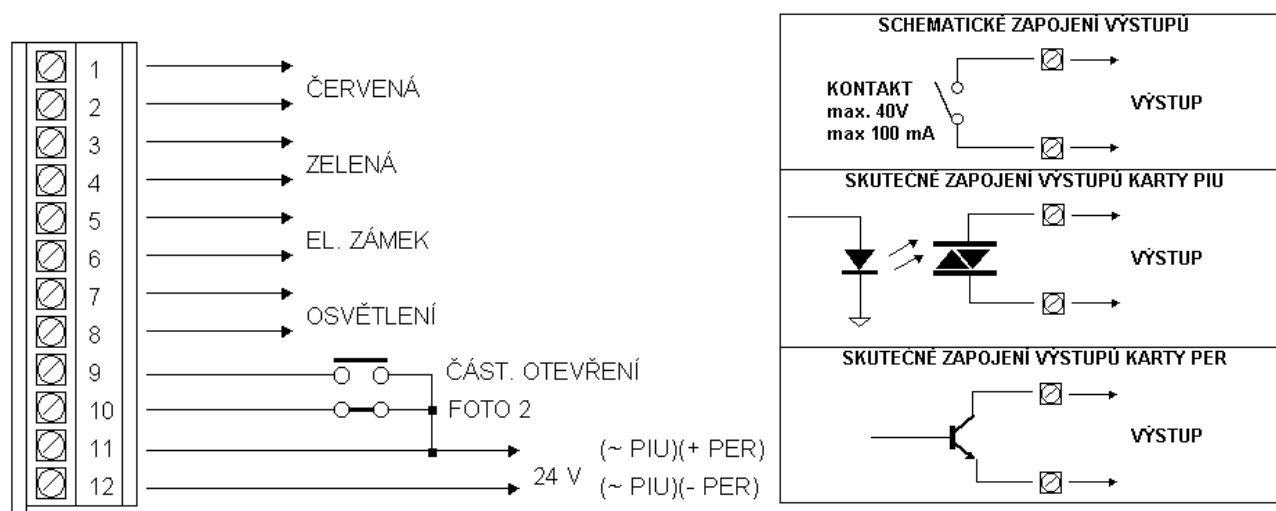 1
ČERVENÁ
2
3
ZELENÁ
4
5
EL. ZÁMEK
6
7
OSVĚTLENÍ
8
9
ČÁST. OTEVŘENÍ
10
FOTO 2
11
(~ PIU)(+ PER)
24 V
12
(~ PIU)(- PER)
SCHEMATICKÉ ZAPOJENÍ VÝSTUPŮ
KONTAKT
max. 40V
max 100 mA
VÝSTUP
SKUTEČNÉ ZAPOJENÍ VÝSTUPŮ KARTY PIU
VÝSTUP
SKUTEČNÉ ZAPOJENÍ VÝSTUPŮ KARTY PER
VÝSTUP